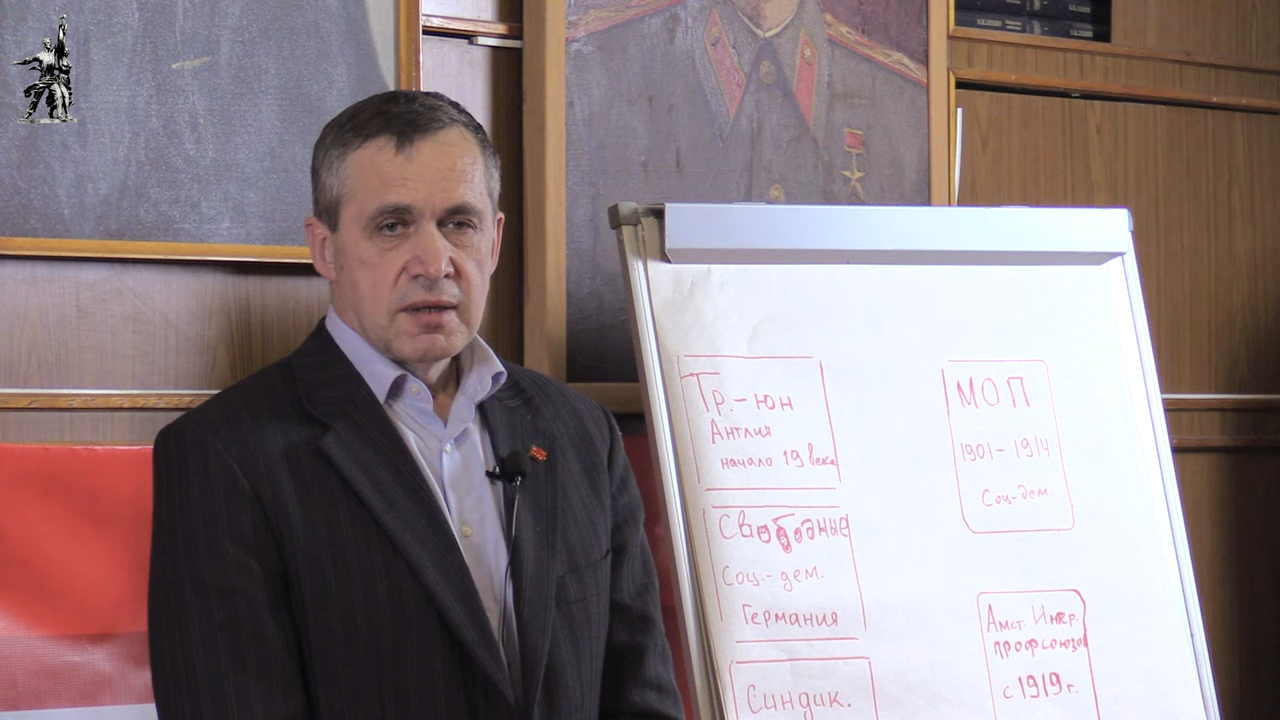 Тр.-юн
Англия
начало 19 века
Свободные
Соц.-дем.
Германия
Синдик.
МОП
1901-1914
Соц-дем.
Амст. Интер.
профсоюзов
с 1919 г.